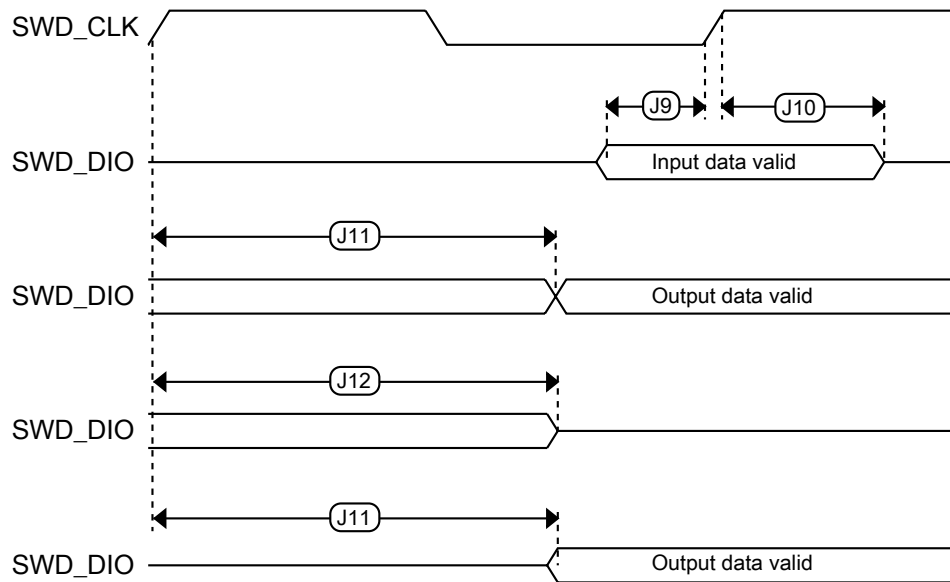 SWD_CLK
J9
J10
SWD_DIO
Input data valid
J11
SWD_DIO
Output data valid
J12
SWD_DIO
J11
SWD_DIO
Output data valid